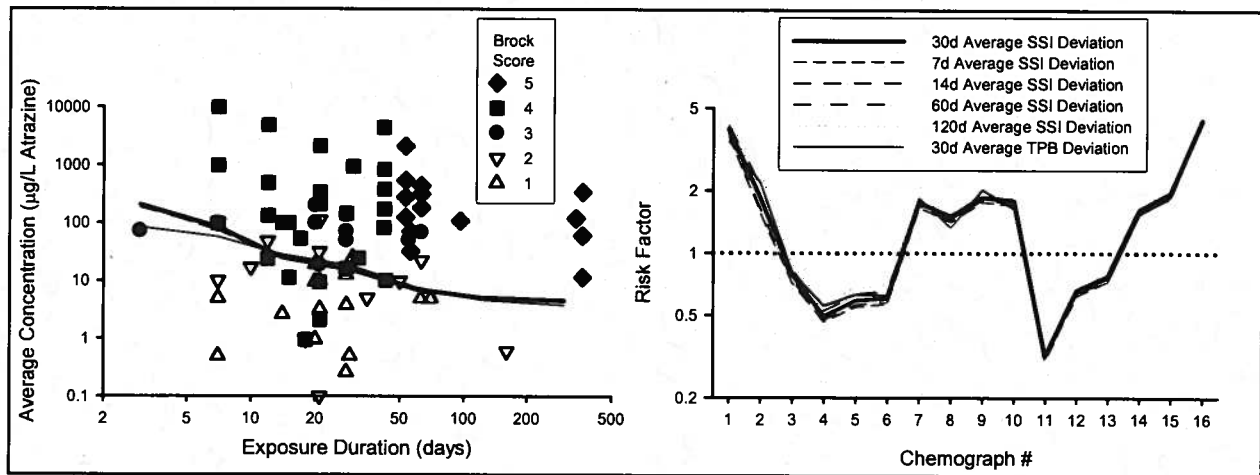 Average Concentration (µg/L Atrazine)
10000
1000
100
10
1
0.1
2
5
10
20
50
100
200
500
Exposure Duration (days)
Brock
Score
5
4
3
2
1
Risk Factor
5
2
1
0.5
0.2
1 2 3 4 5 6 7 8 9 10 11 12 13 14 15 16
Chemograph #
30d Average SSI Deviation
7d Average SSI Deviation
14d Average SSI Deviation
60d Average SSI Deviation
120d Average SSI Deviation
30d Average TPB Deviation